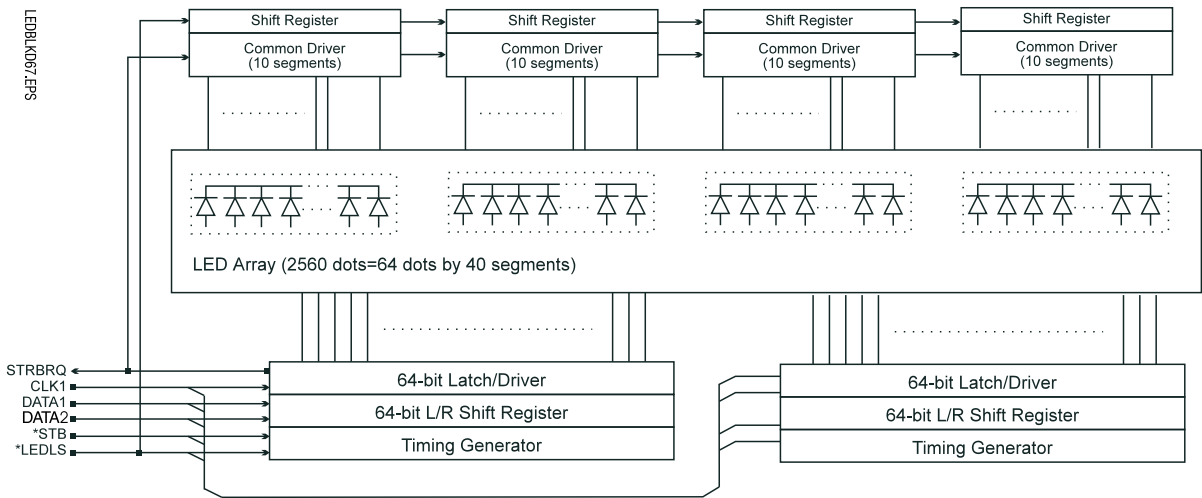 LEDBLKD67.EPS
Shift Register
Common Driver
(10 segments)
Shift Register
Common Driver
(10 segments)
Shift Register
Common Driver
(10 segments)
Shift Register
Common Driver
(10 segments)
LED Array (2560 dots=64 dots by 40 segments)
STRBRQ
CLK1
DATA1
DATA2
*STB
*LEDLS
64-bit Latch/Driver
64-bit L/R Shift Register
Timing Generator
64-bit Latch/Driver
64-bit L/R Shift Register
Timing Generator